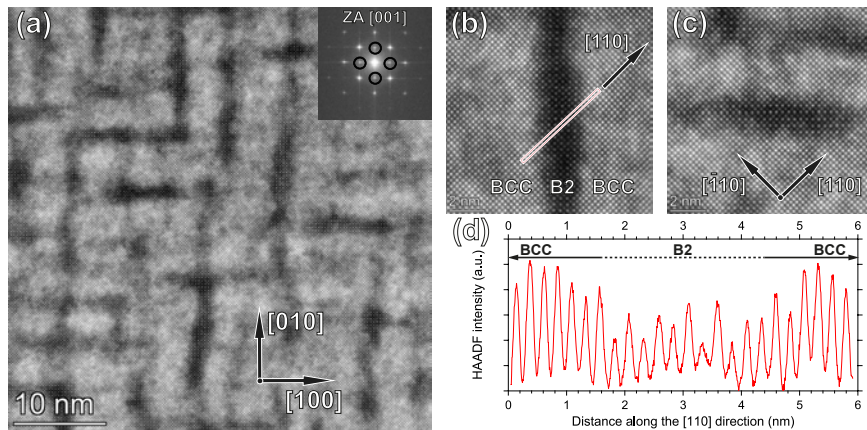 (a)
ZA [001]
[010]
[100]
10 nm
(b)
[110]
BCC B2 BCC
2 nm
(c)
[1̄10] [110]
2 nm
(d)
0 1 2 3 4 5 6
BCC B2 BCC
HAADF intensity (a.u.)
0 1 2 3 4 5 6
Distance along the [110] direction (nm)